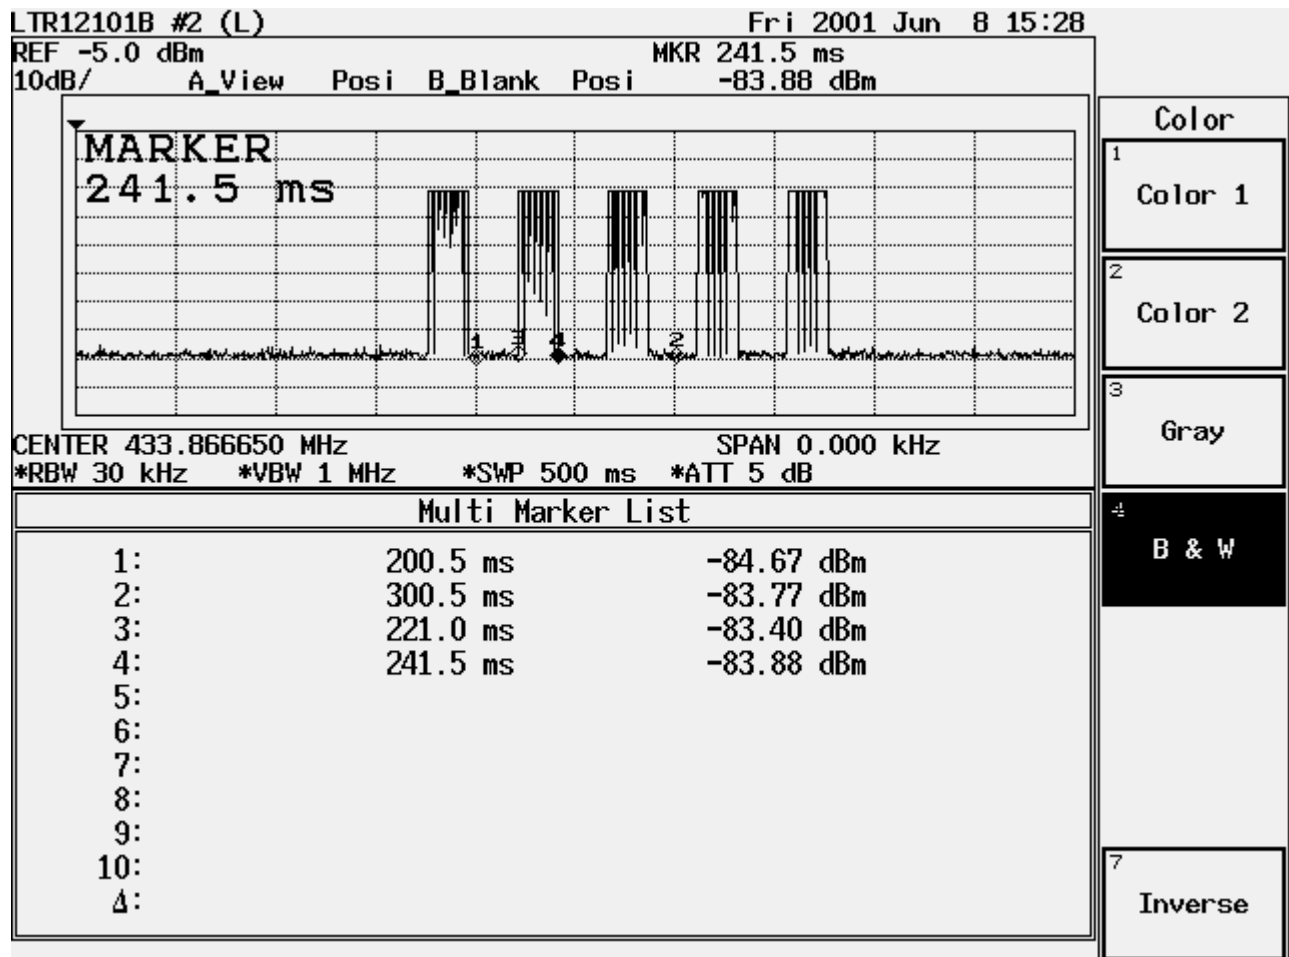 LTR12101B #2 (L) Fri 2001 Jun 8 15:28
REF -5.0 dBm MKR 241.5 ms
10dB/ A_View Posi B_Blank Posi -83.88 dBm
MARKER
241.5 ms
1 3 4 2
CENTER 433.866650 MHz SPAN 0.000 kHz
*RBW 30 kHz *VBW 1 MHz *SWP 500 ms *ATT 5 dB
Multi Marker List
1: 200.5 ms -84.67 dBm
2: 300.5 ms -83.77 dBm
3: 221.0 ms -83.40 dBm
4: 241.5 ms -83.88 dBm
5:
6:
7:
8:
9:
10:
Δ:
Color
1
Color 1
2
Color 2
3
Gray
4
B & W
7
Inverse